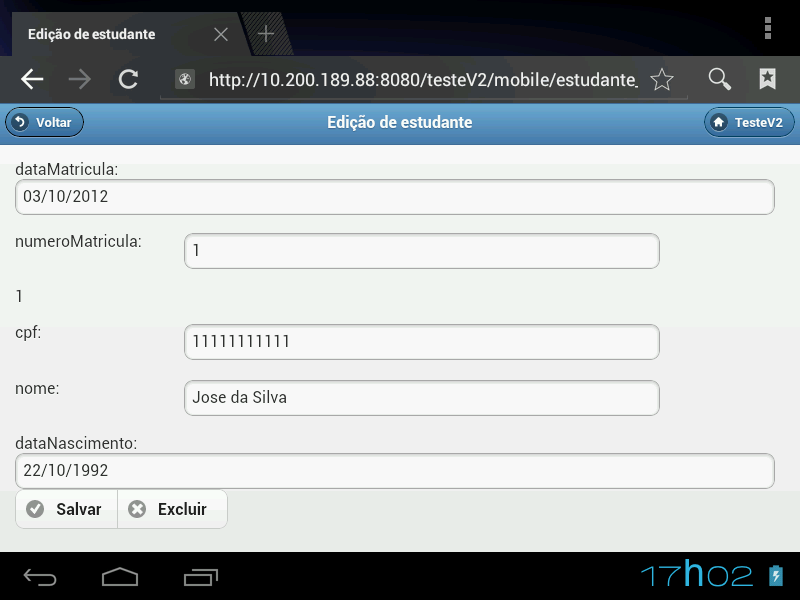 Edição de estudante
http://10.200.189.88:8080/testeV2/mobile/estudante_
Voltar
Edição de estudante
TesteV2
dataMatricula:
03/10/2012
numeroMatricula:
1
1
cpf:
11111111111
nome:
Jose da Silva
dataNascimento:
22/10/1992
Salvar
Excluir
17h02